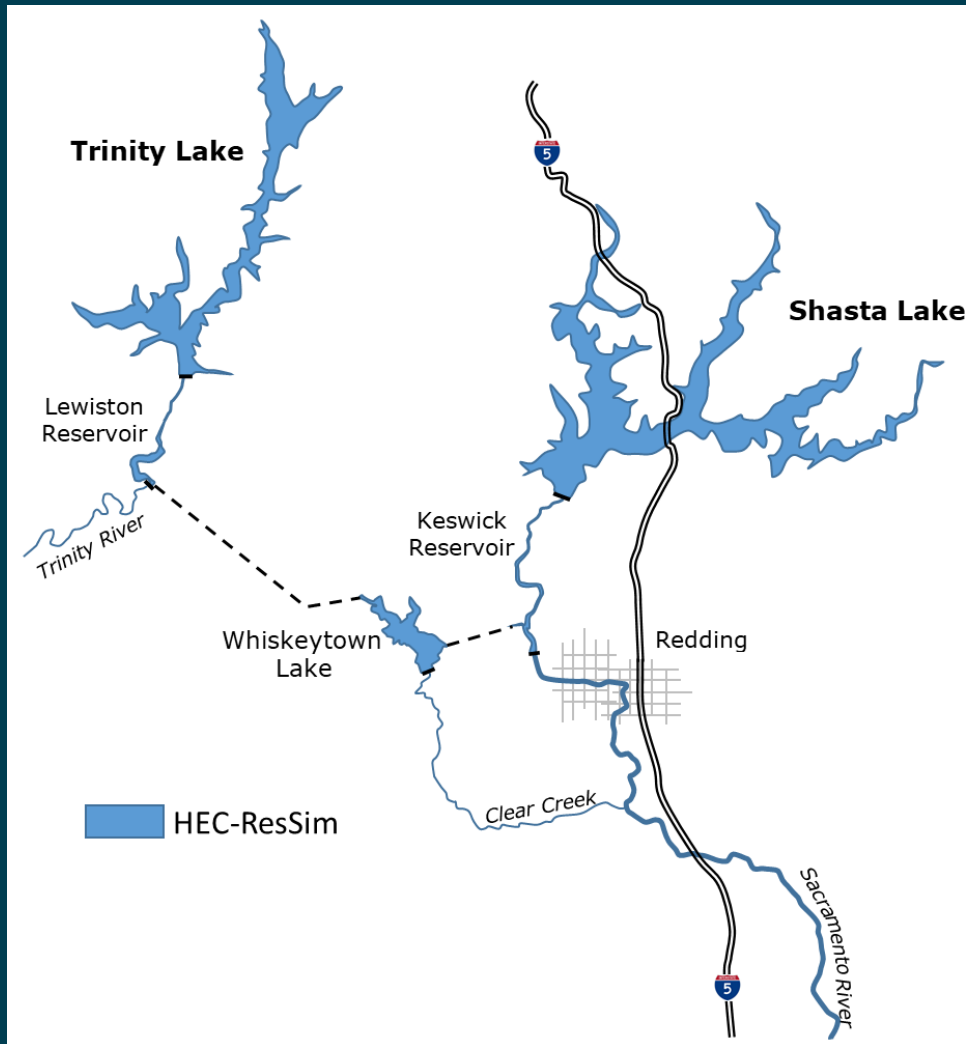 Trinity Lake
Shasta Lake
Lewiston
Reservoir
Trinity River
Keswick
Reservoir
Whiskeytown
Lake
Redding
Clear Creek
HEC-ResSim
Sacramento River
5
5